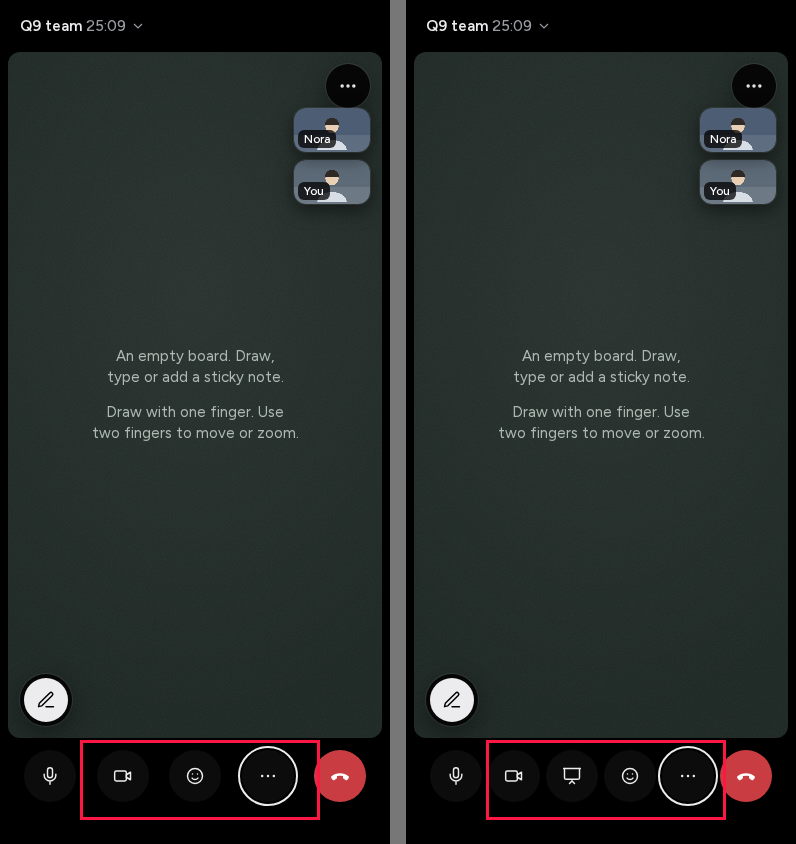 Q9 team 25:09
Nora
You
An empty board. Draw,
type or add a sticky note.
Draw with one finger. Use
two fingers to move or zoom.
Q9 team 25:09
Nora
You
An empty board. Draw,
type or add a sticky note.
Draw with one finger. Use
two fingers to move or zoom.